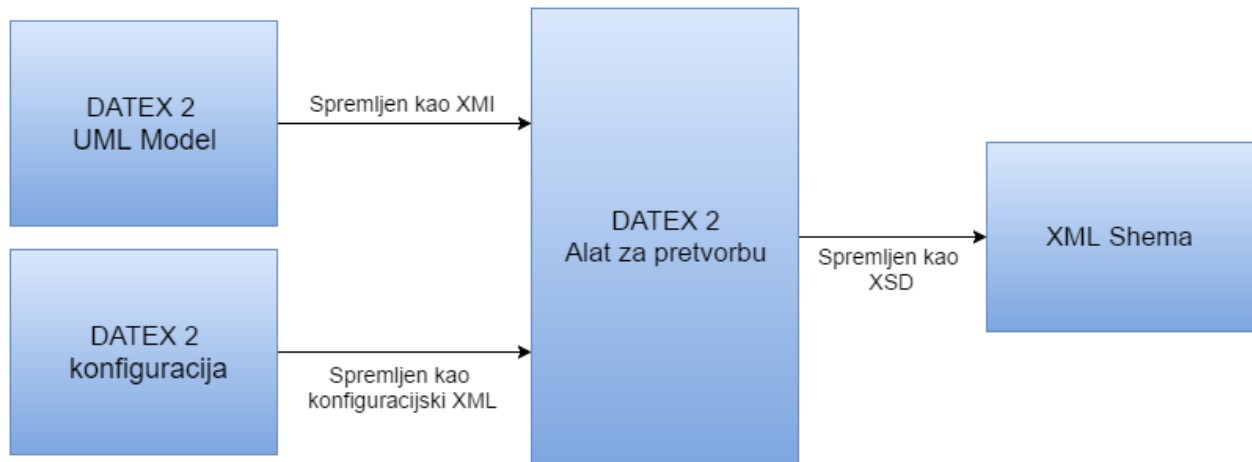 DATEX 2
UML Model
Spremljen kao XMI
DATEX 2
konfiguracija
Spremljen kao
konfiguracijski XML
DATEX 2
Alat za pretvorbu
Spremljen kao
XSD
XML Shema